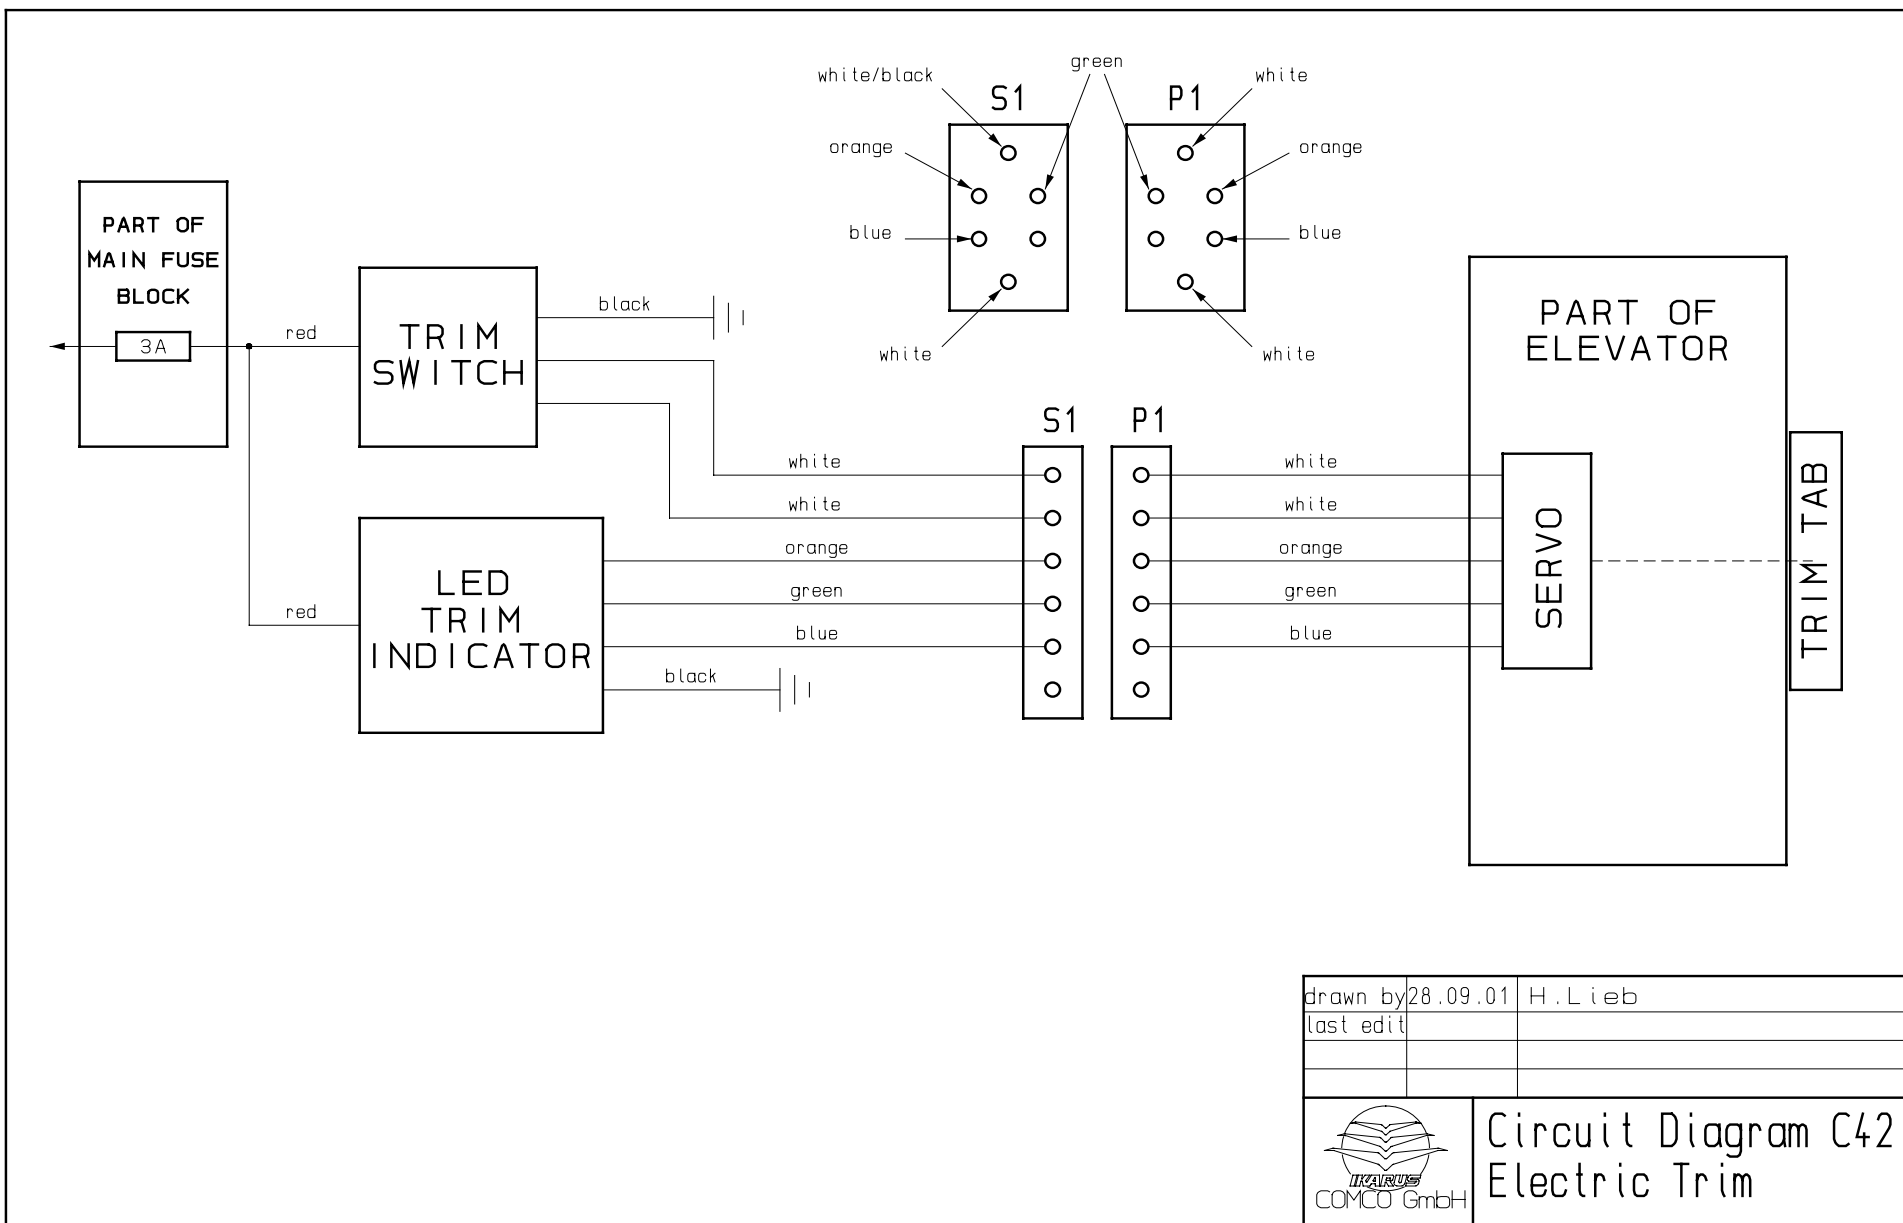 white/black
green
white
S1
P1
orange
orange
blue
blue
white
white
PART OF
MAIN FUSE
BLOCK
3A
red
TRIM
SWITCH
black
PART OF
ELEVATOR
S1
P1
white
white
white
white
orange
orange
green
green
blue
blue
red
LED
TRIM
INDICATOR
black
SERVO
TRIM TAB
drawn by 28.09.01 H.Lieb
last edit
IKARUS
COMCO GmbH
Circuit Diagram C42
Electric Trim